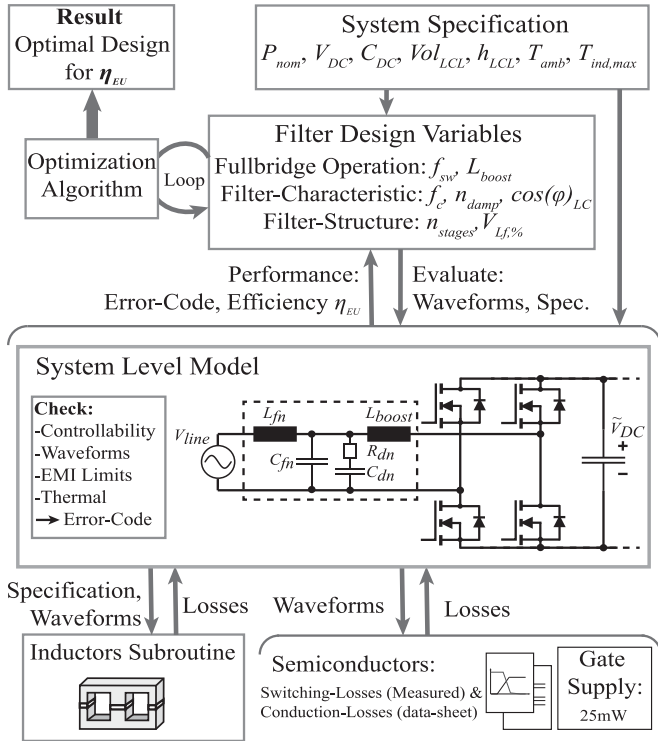 Result
Optimal Design
for η_EU
System Specification
P_nom, V_DC, C_DC, Vol_LCL, h_LCL, T_amb, T_ind,max
Optimization
Algorithm
Loop
Filter Design Variables
Fullbridge Operation: f_sw, L_boost
Filter-Characteristic: f_c, n_damp, cos(φ)_LC
Filter-Structure: n_stages, V_Lf,%
Performance:
Error-Code, Efficiency η_EU
Evaluate:
Waveforms, Spec.
System Level Model
Check:
-Controllability
-Waveforms
-EMI Limits
-Thermal
→ Error-Code
V_line
L_fn
C_fn
R_dn
C_dn
L_boost
Ṽ_DC
+
−
Specification,
Waveforms
Losses
Waveforms
Losses
Inductors Subroutine
Semiconductors:
Switching-Losses (Measured) &
Conduction-Losses (data-sheet)
Gate
Supply:
25mW